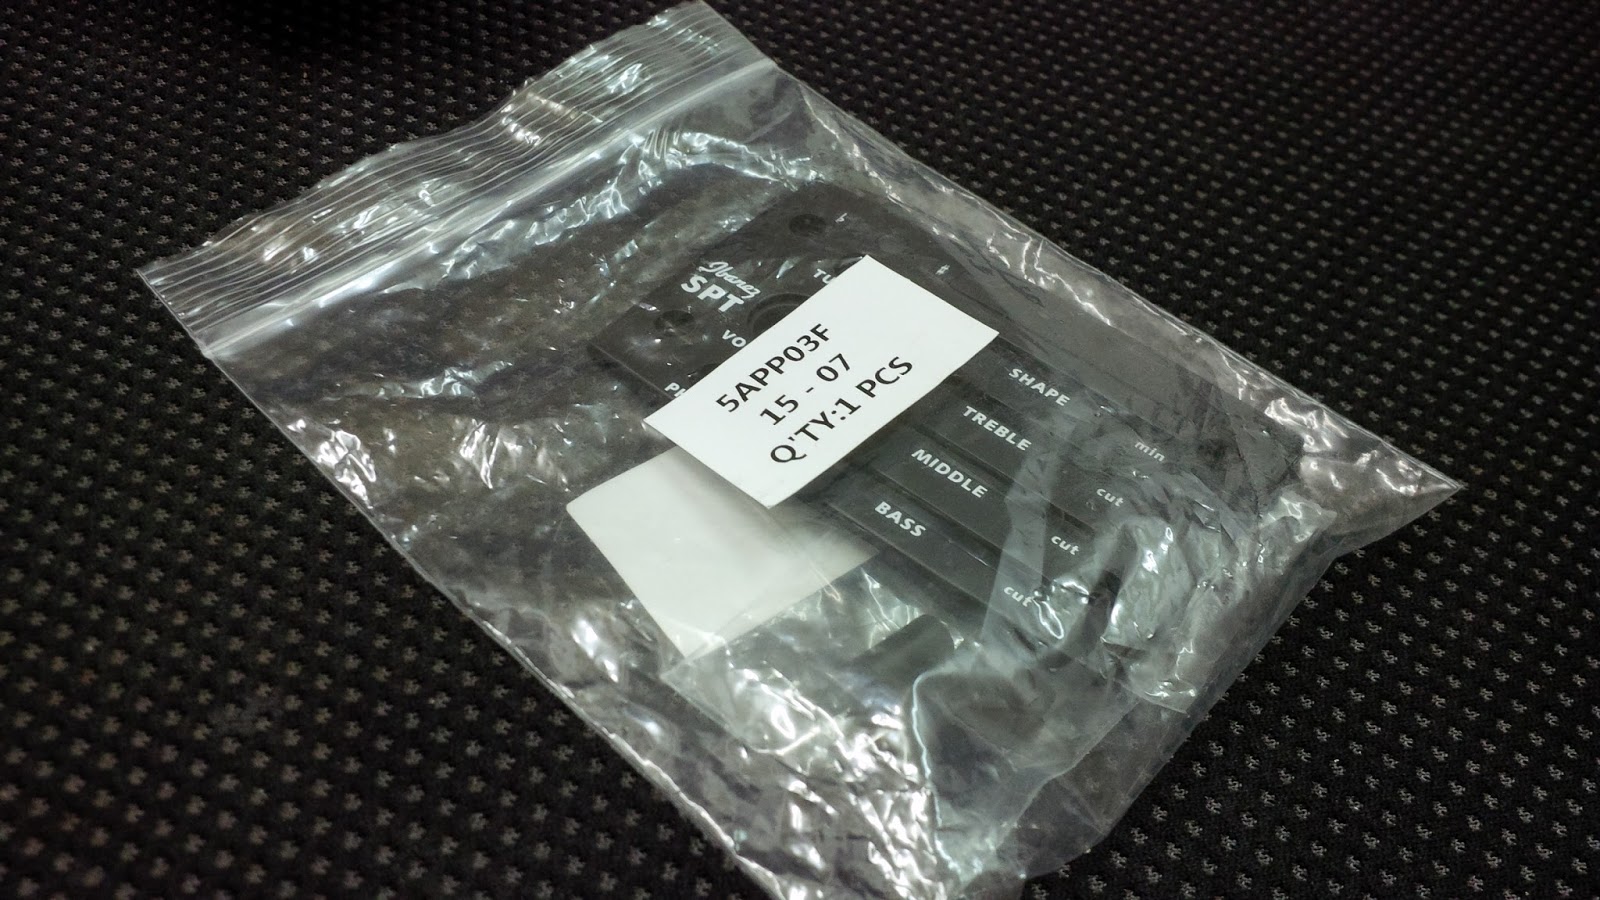 Ibanez
SPT
5APP03F
15 - 07
Q'TY:1 PCS
SHAPE
min
TREBLE
cut
MIDDLE
cut
BASS
cut
b
#